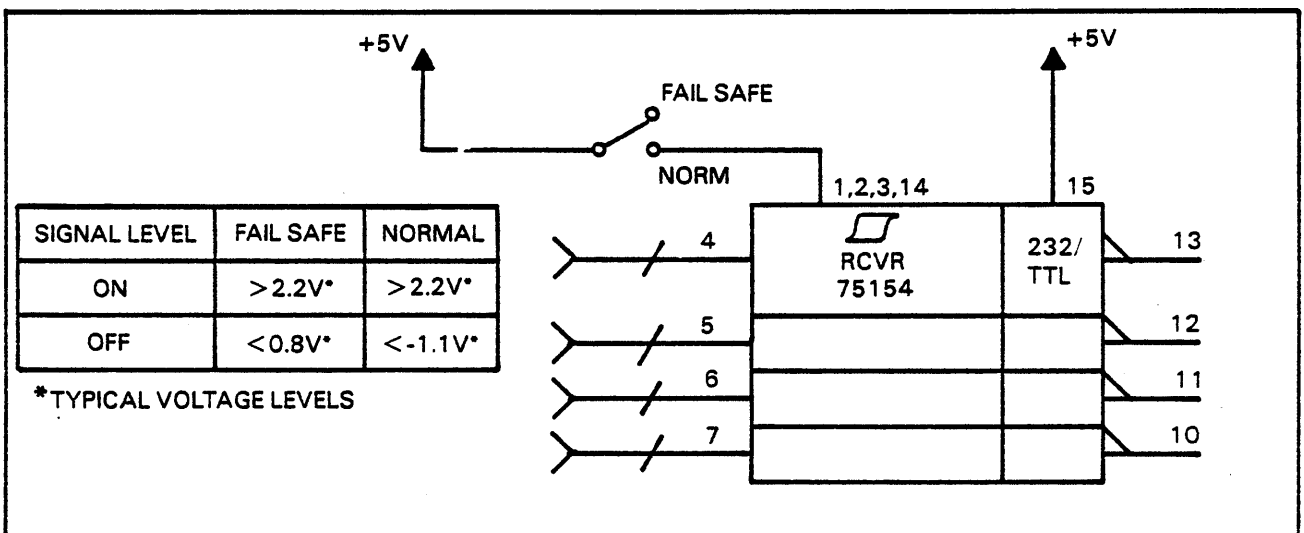 +5V
+5V
FAIL SAFE
NORM
1,2,3,14
15
SIGNAL LEVEL FAIL SAFE NORMAL
ON >2.2V* >2.2V*
OFF <0.8V* <-1.1V*
*TYPICAL VOLTAGE LEVELS
4
RCVR
75154
232/
TTL
13
5
12
6
11
7
10